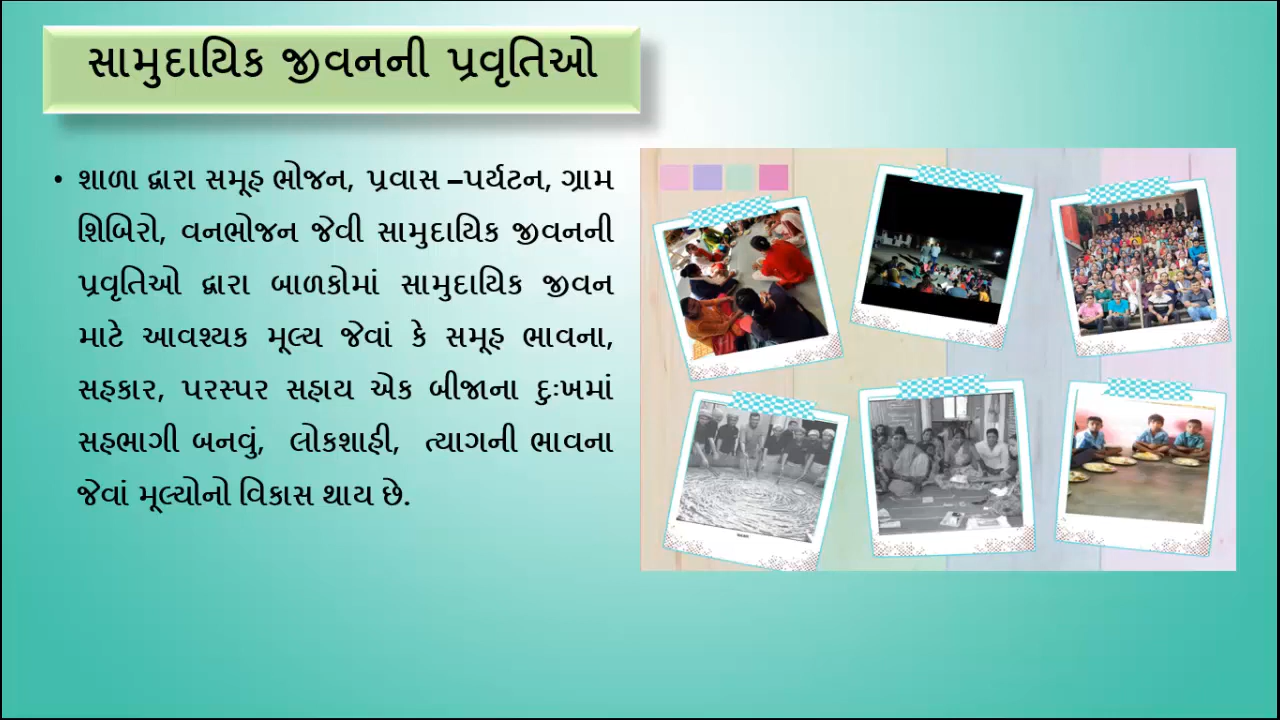 સામુદાયિક જીવનની પ્રવૃતિઓ
• શાળા દ્વારા સમૂહ ભોજન, પ્રવાસ –પર્યટન, ગ્રામ
શિબિરો, વનભોજન જેવી સામુદાયિક જીવનની
પ્રવૃતિઓ દ્વારા બાળકોમાં સામુદાયિક જીવન
માટે આવશ્યક મૂલ્ય જેવાં કે સમૂહ ભાવના,
સહકાર, પરસ્પર સહાય એક બીજાના દુઃખમાં
સહભાગી બનવું, લોકશાહી, ત્યાગની ભાવના
જેવાં મૂલ્યોનો વિકાસ થાય છે.